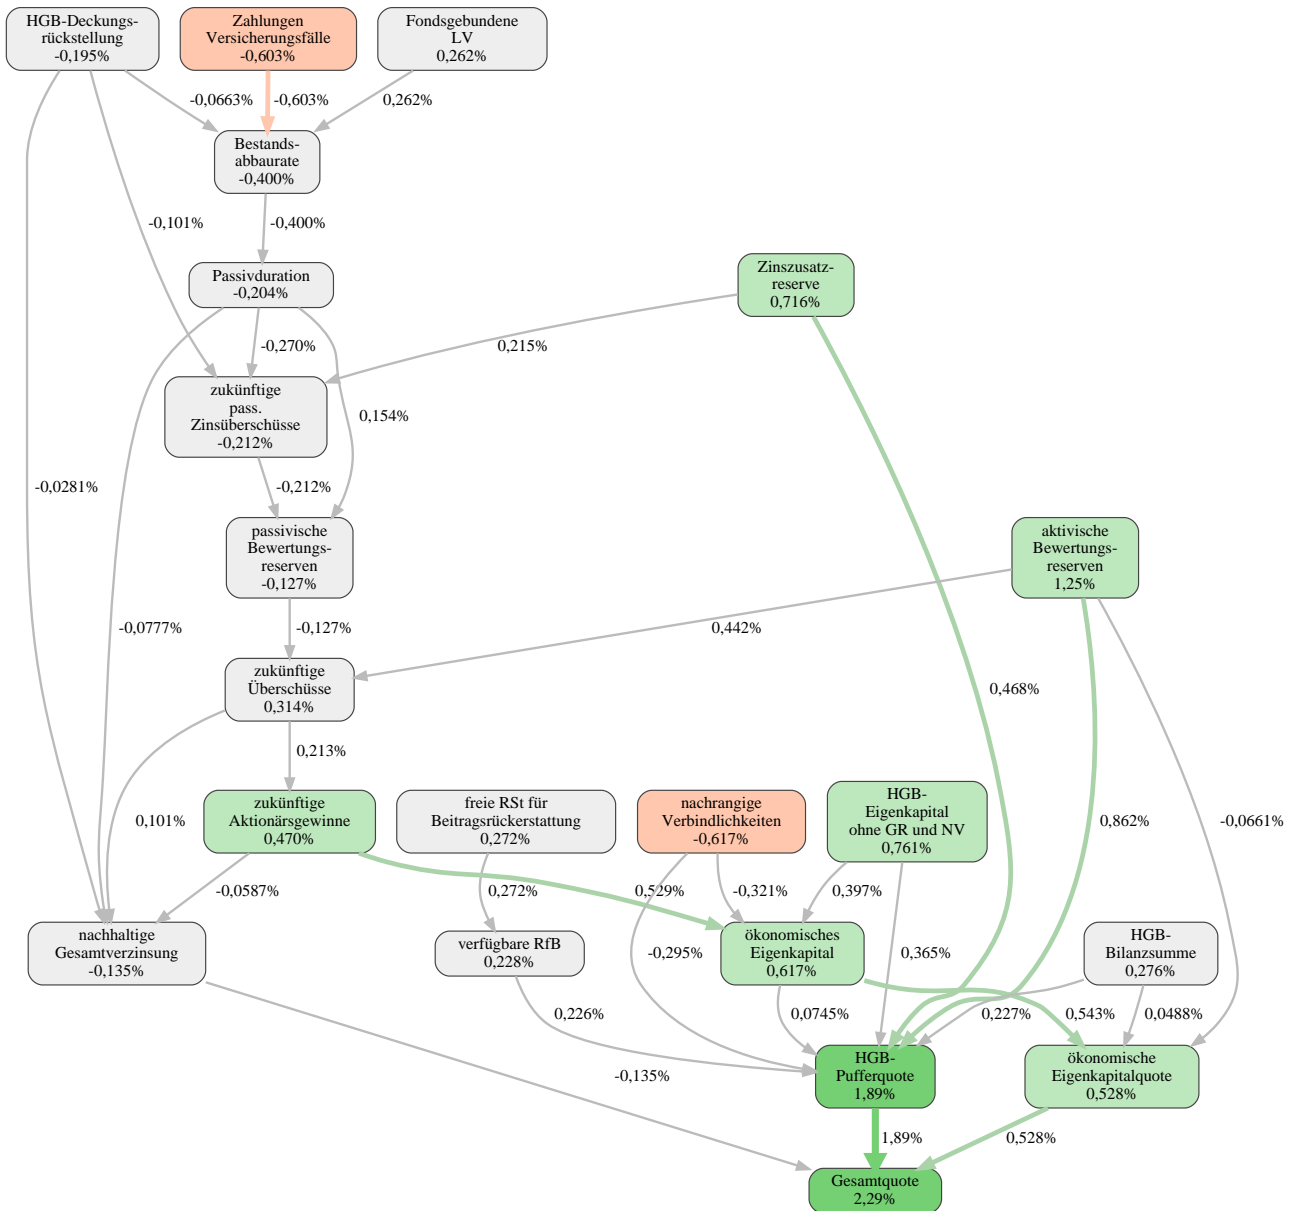 HGB-Deckungs-
rückstellung
-0,195%
Zahlungen
Versicherungsfälle
-0,603%
Fondsgebundene
LV
0,262%
-0,0663%
-0,603%
0,262%
Bestands-
abbaurate
-0,400%
-0,101%
-0,400%
Passivduration
-0,204%
Zinszusatz-
reserve
0,716%
-0,270%
0,215%
zukünftige
pass.
Zinsüberschüsse
-0,212%
0,154%
-0,0281%
-0,212%
passivische
Bewertungs-
reserven
-0,127%
aktivische
Bewertungs-
reserven
1,25%
-0,0777%
-0,127%
0,442%
zukünftige
Überschüsse
0,314%
0,468%
0,213%
zukünftige
Aktionärsgewinne
0,470%
freie RSt für
Beitragsrückerstattung
0,272%
nachrangige
Verbindlichkeiten
-0,617%
HGB-
Eigenkapital
ohne GR und NV
0,761%
0,101%
0,862%
-0,0661%
-0,0587%
0,272%
0,529%
-0,321%
0,397%
nachhaltige
Gesamtverzinsung
-0,135%
verfügbare RfB
0,228%
-0,295%
ökonomisches
Eigenkapital
0,617%
0,365%
HGB-
Bilanzsumme
0,276%
0,226%
0,0745%
0,227%
0,543%
0,0488%
-0,135%
HGB-
Pufferquote
1,89%
ökonomische
Eigenkapitalquote
0,528%
1,89%
0,528%
Gesamtquote
2,29%